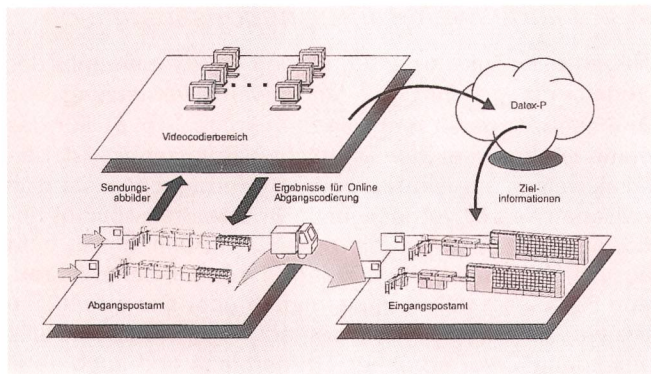 Videocodierbereich
Datex-P
Sendungs-
abbilder
Ergebnisse für Online
Abgangscodierung
Ziel-
informationen
Abgangspostamt
Eingangspostamt